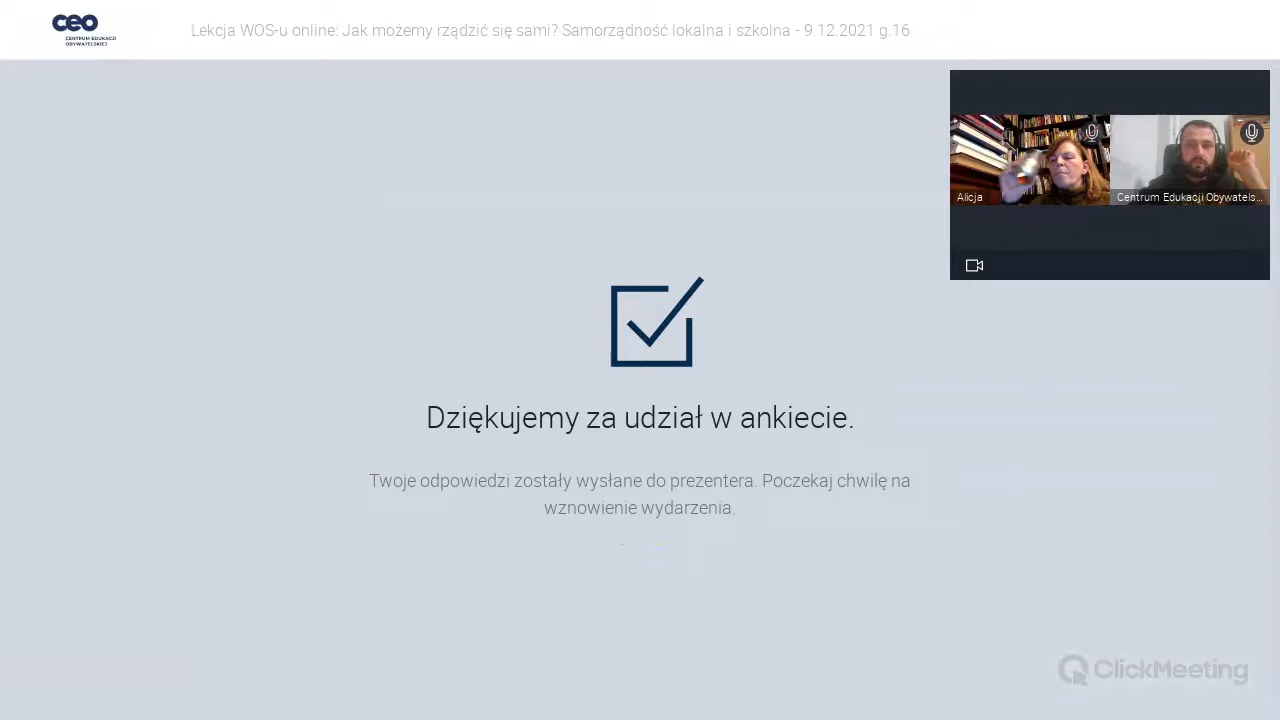 ceo
CENTRUM EDUKACJI
OBYWATELSKIEJ
Lekcja WOS-u online: Jak możemy rządzić się sami? Samorządność lokalna i szkolna - 9.12.2021 g.16
Alicja
Centrum Edukacji Obywatels...
Dziękujemy za udział w ankiecie.
Twoje odpowiedzi zostały wysłane do prezentera. Poczekaj chwilę na
wznowienie wydarzenia.
ClickMeeting